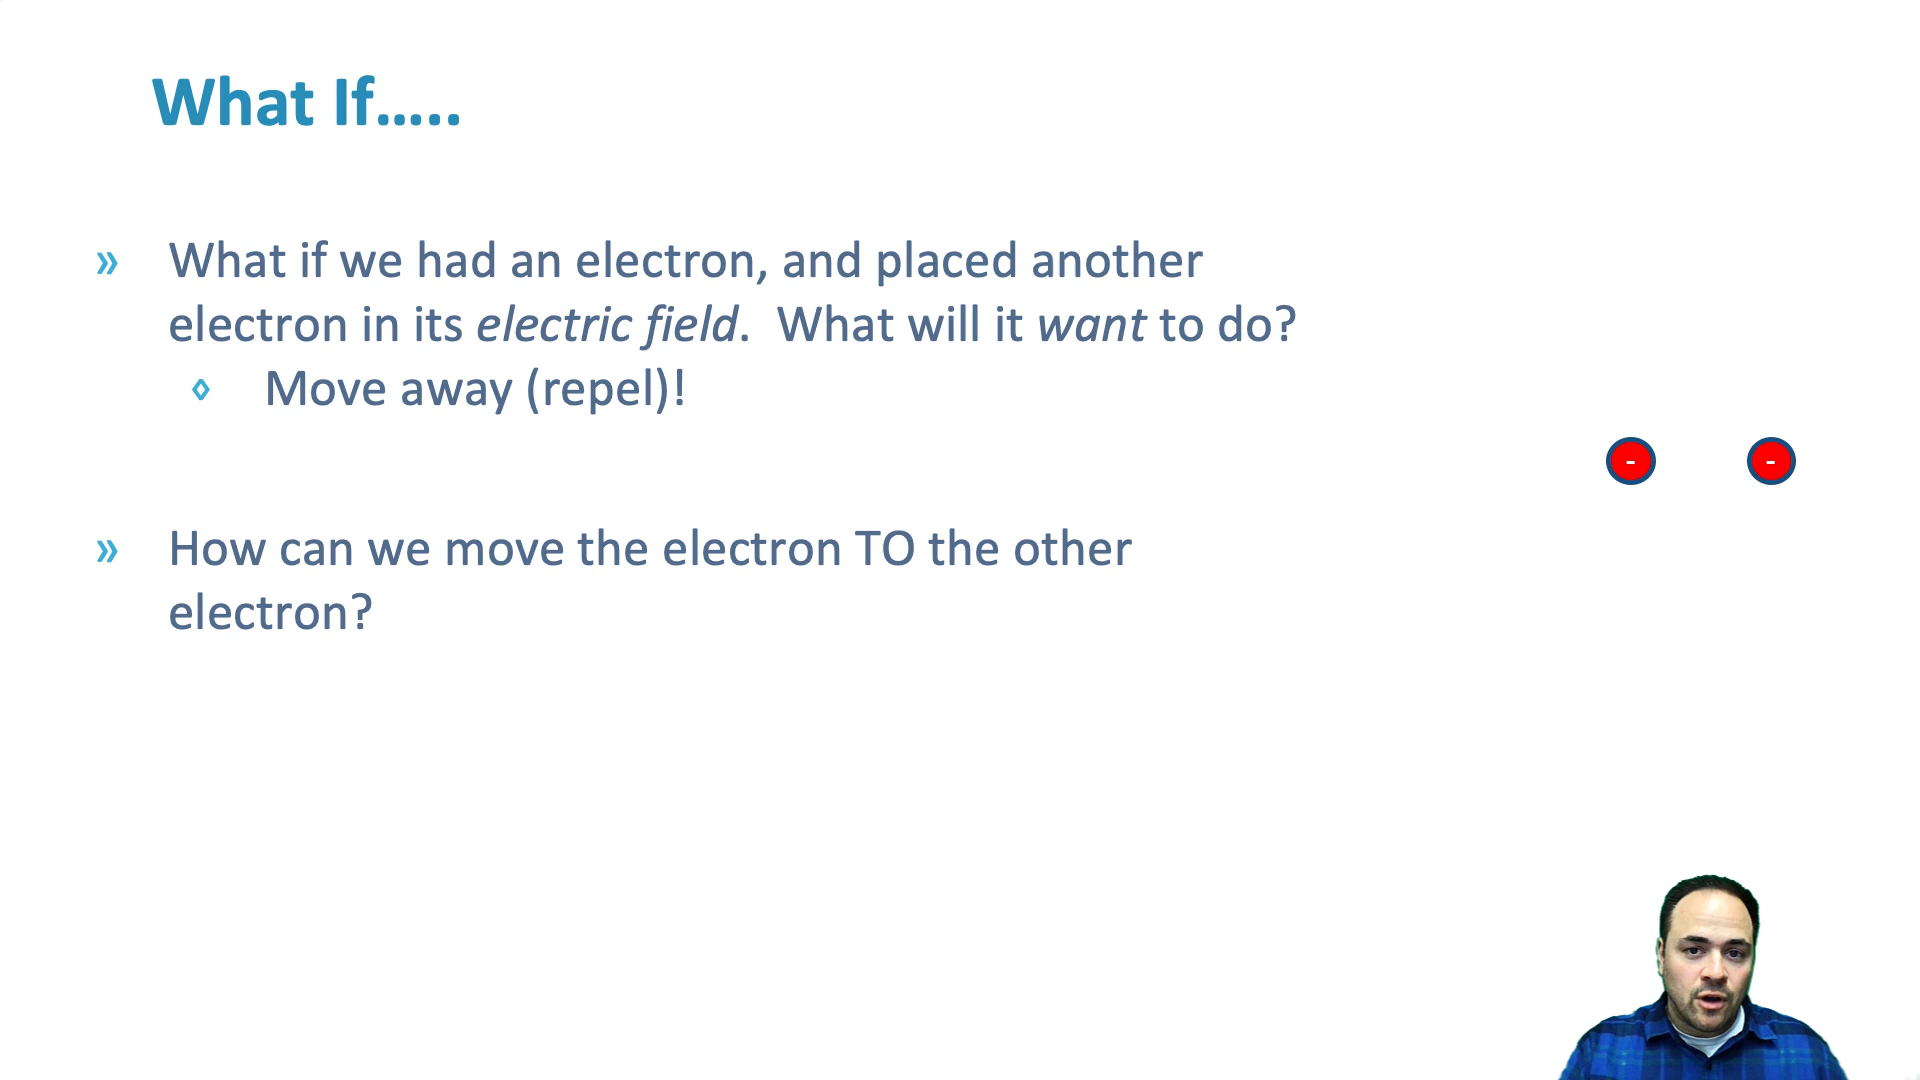 What If.....
» What if we had an electron, and placed another
electron in its electric field. What will it want to do?
◊ Move away (repel)!
- -
» How can we move the electron TO the other
electron?